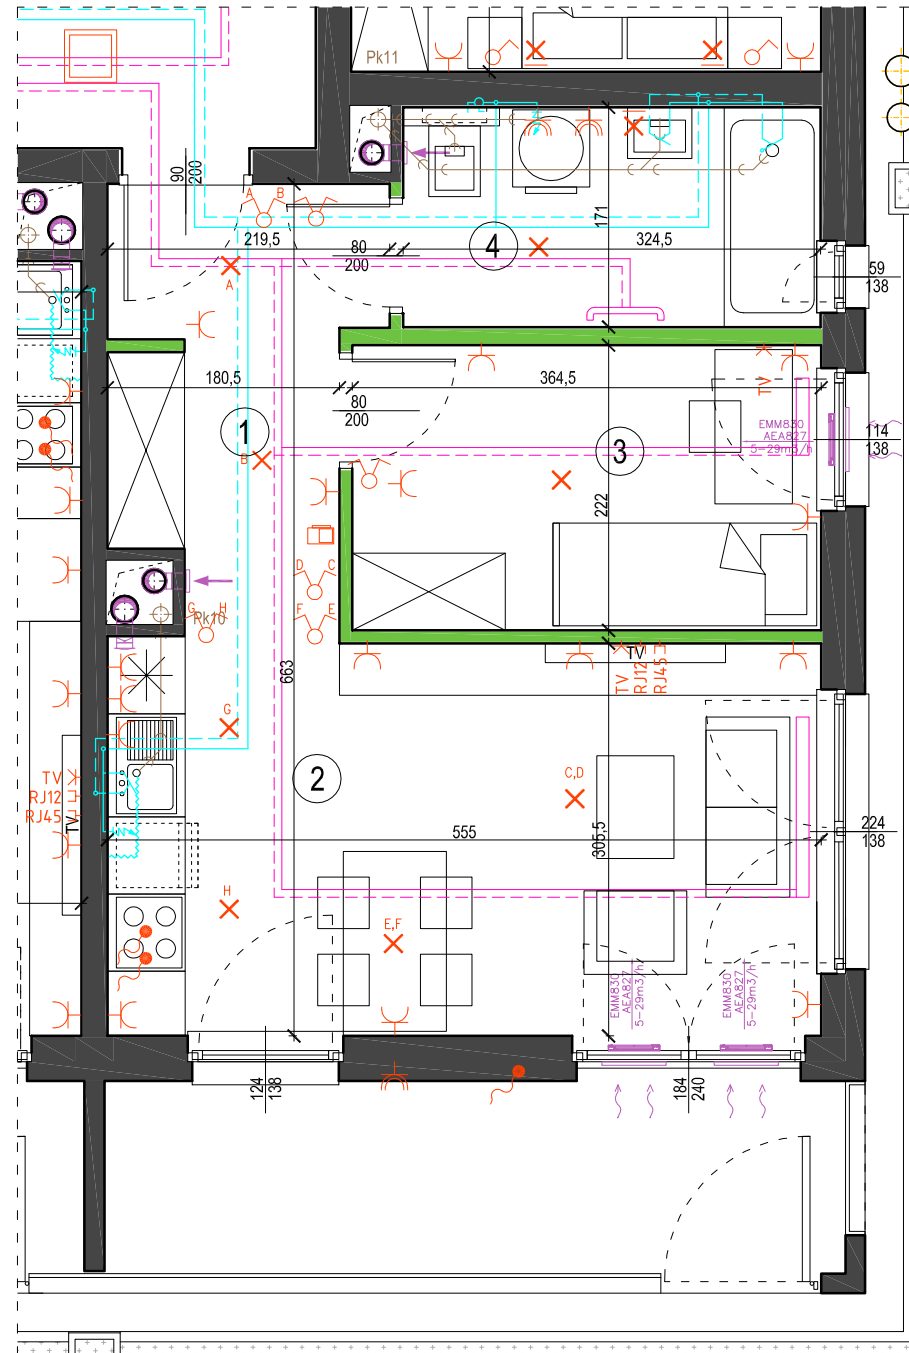 Pk11
90
200
A
B
219,5
80
200
4
171
324,5
59
138
A
180,5
364,5
80
200
TV
1
B
3
EMM830
AEA827
5-29m3/h
114
138
222
D
C
G
H
Pk10
F
E
663
TV
TV
RJ12
RJ45
G
2
C,D
TV
RJ12
RJ45
TV
555
305,5
224
138
H
E,F
EMM830
AEA827
5-29m3/h
EMM830
AEA827
5-29m3/h
124
138
184
240